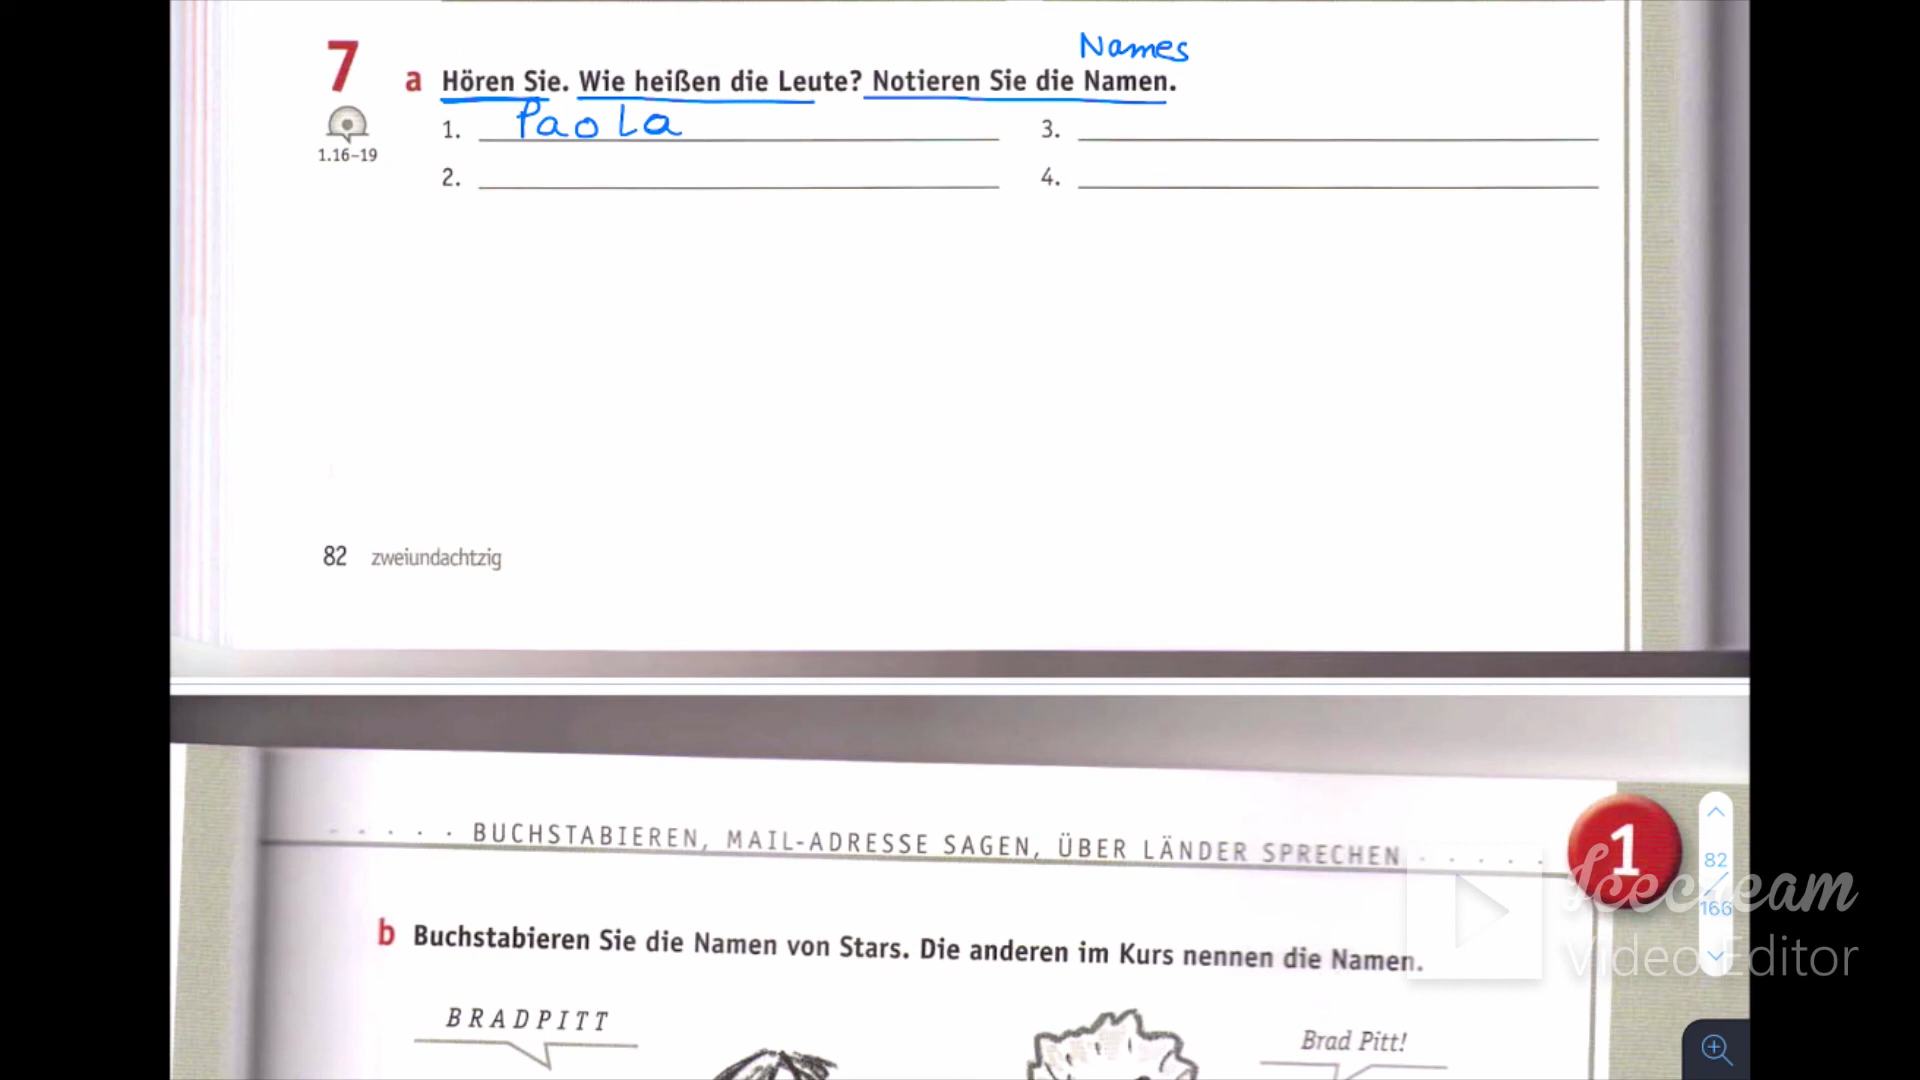 Names
7 a Hören Sie. Wie heißen die Leute? Notieren Sie die Namen.
1.16–19
1. Paola
2.
3.
4.
82 zweiundachtzig
BUCHSTABIEREN, MAIL-ADRESSE SAGEN, ÜBER LÄNDER SPRECHEN
1
82
166
b Buchstabieren Sie die Namen von Stars. Die anderen im Kurs nennen die Namen.
B R A D P I T T
Brad Pitt!
Icecream
Video Editor